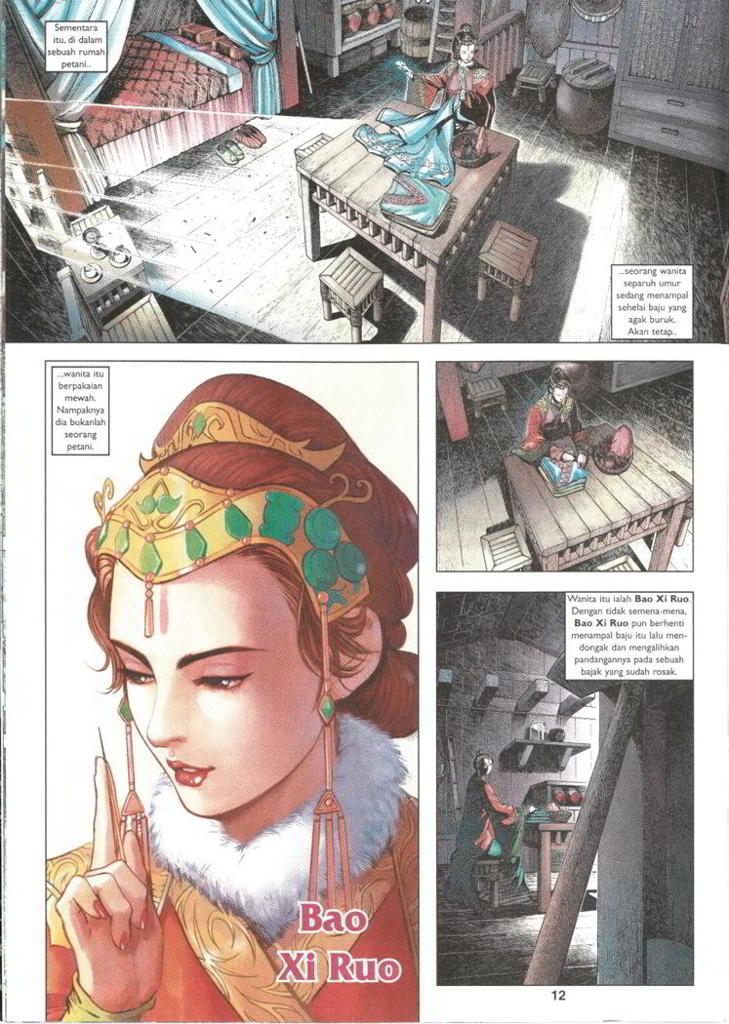 Sementara
itu, di dalam
sebuah rumah
petani..
...seorang wanita
separuh umur
sedang menampal
sehelai baju yang
agak buruk.
Akan tetap..
...wanita itu
berpakaian
mewah.
Nampaknya
dia bukanlah
seorang
petani.
Wanita itu ialah Bao Xi Ruo.
Dengan tidak semena-mena,
Bao Xi Ruo pun berhenti
menampal baju itu lalu men-
dongak dan mengalihkan
pandangannya pada sebuah
bajak yang sudah rosak.
Bao
Xi Ruo
12